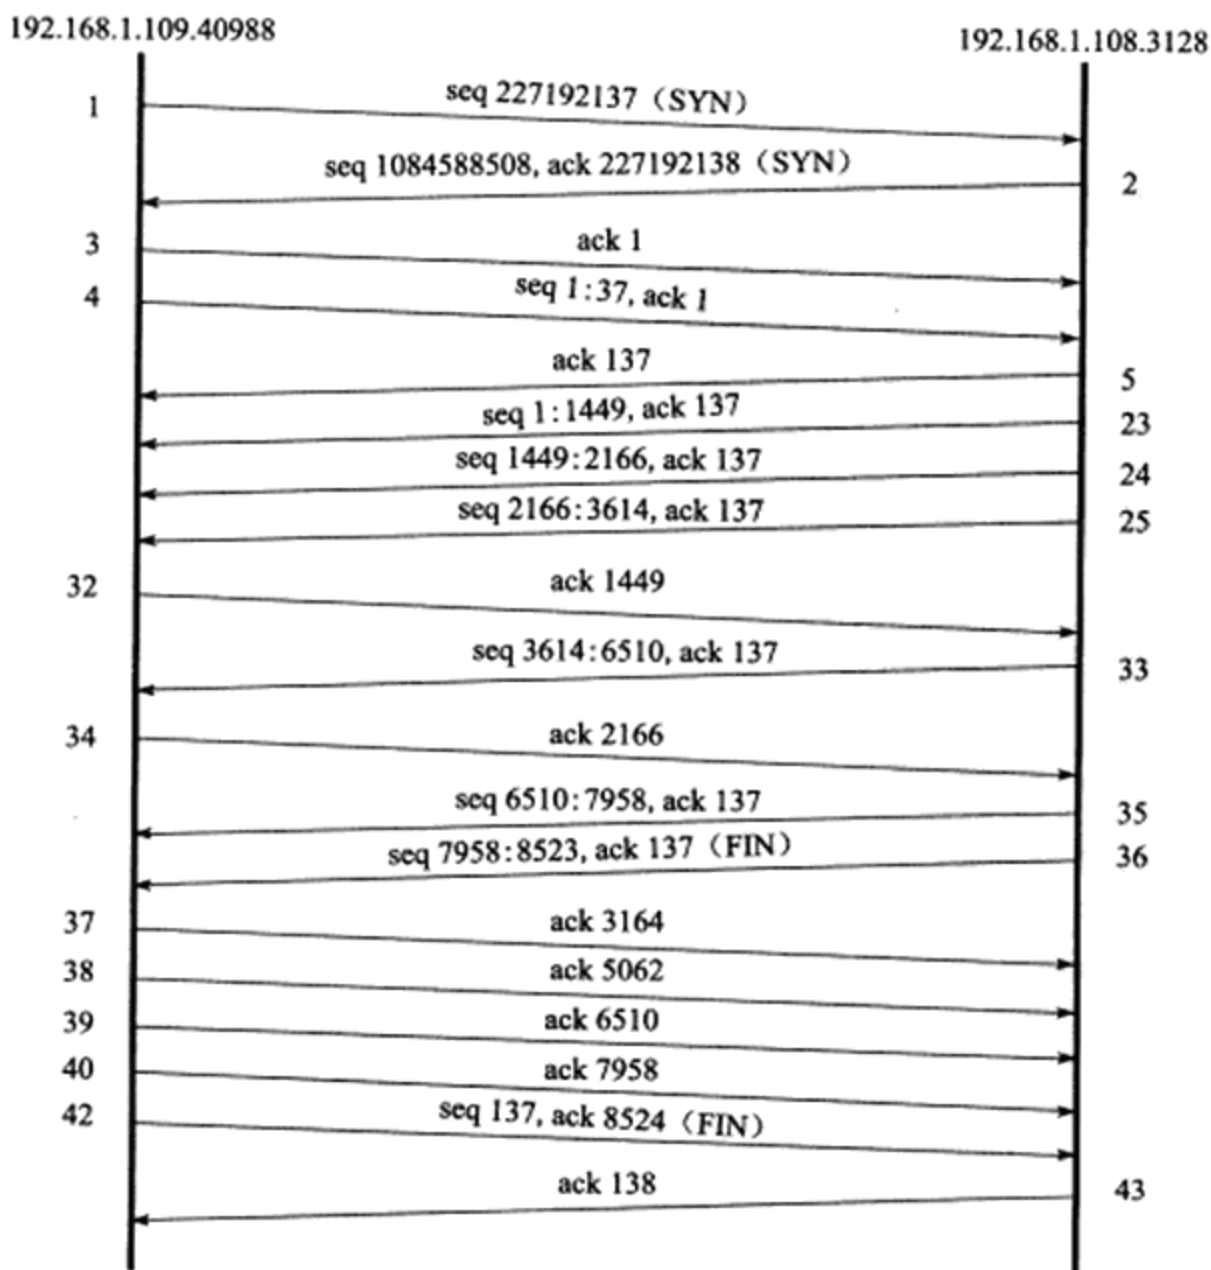 192.168.1.109.40988
192.168.1.108.3128
1
seq 227192137（SYN）
seq 1084588508, ack 227192138（SYN）
2
3
ack 1
4
seq 1:37, ack 1
ack 137
5
seq 1:1449, ack 137
23
seq 1449:2166, ack 137
24
seq 2166:3614, ack 137
25
32
ack 1449
seq 3614:6510, ack 137
33
34
ack 2166
seq 6510:7958, ack 137
35
seq 7958:8523, ack 137（FIN）
36
37
ack 3164
38
ack 5062
39
ack 6510
40
ack 7958
42
seq 137, ack 8524（FIN）
ack 138
43